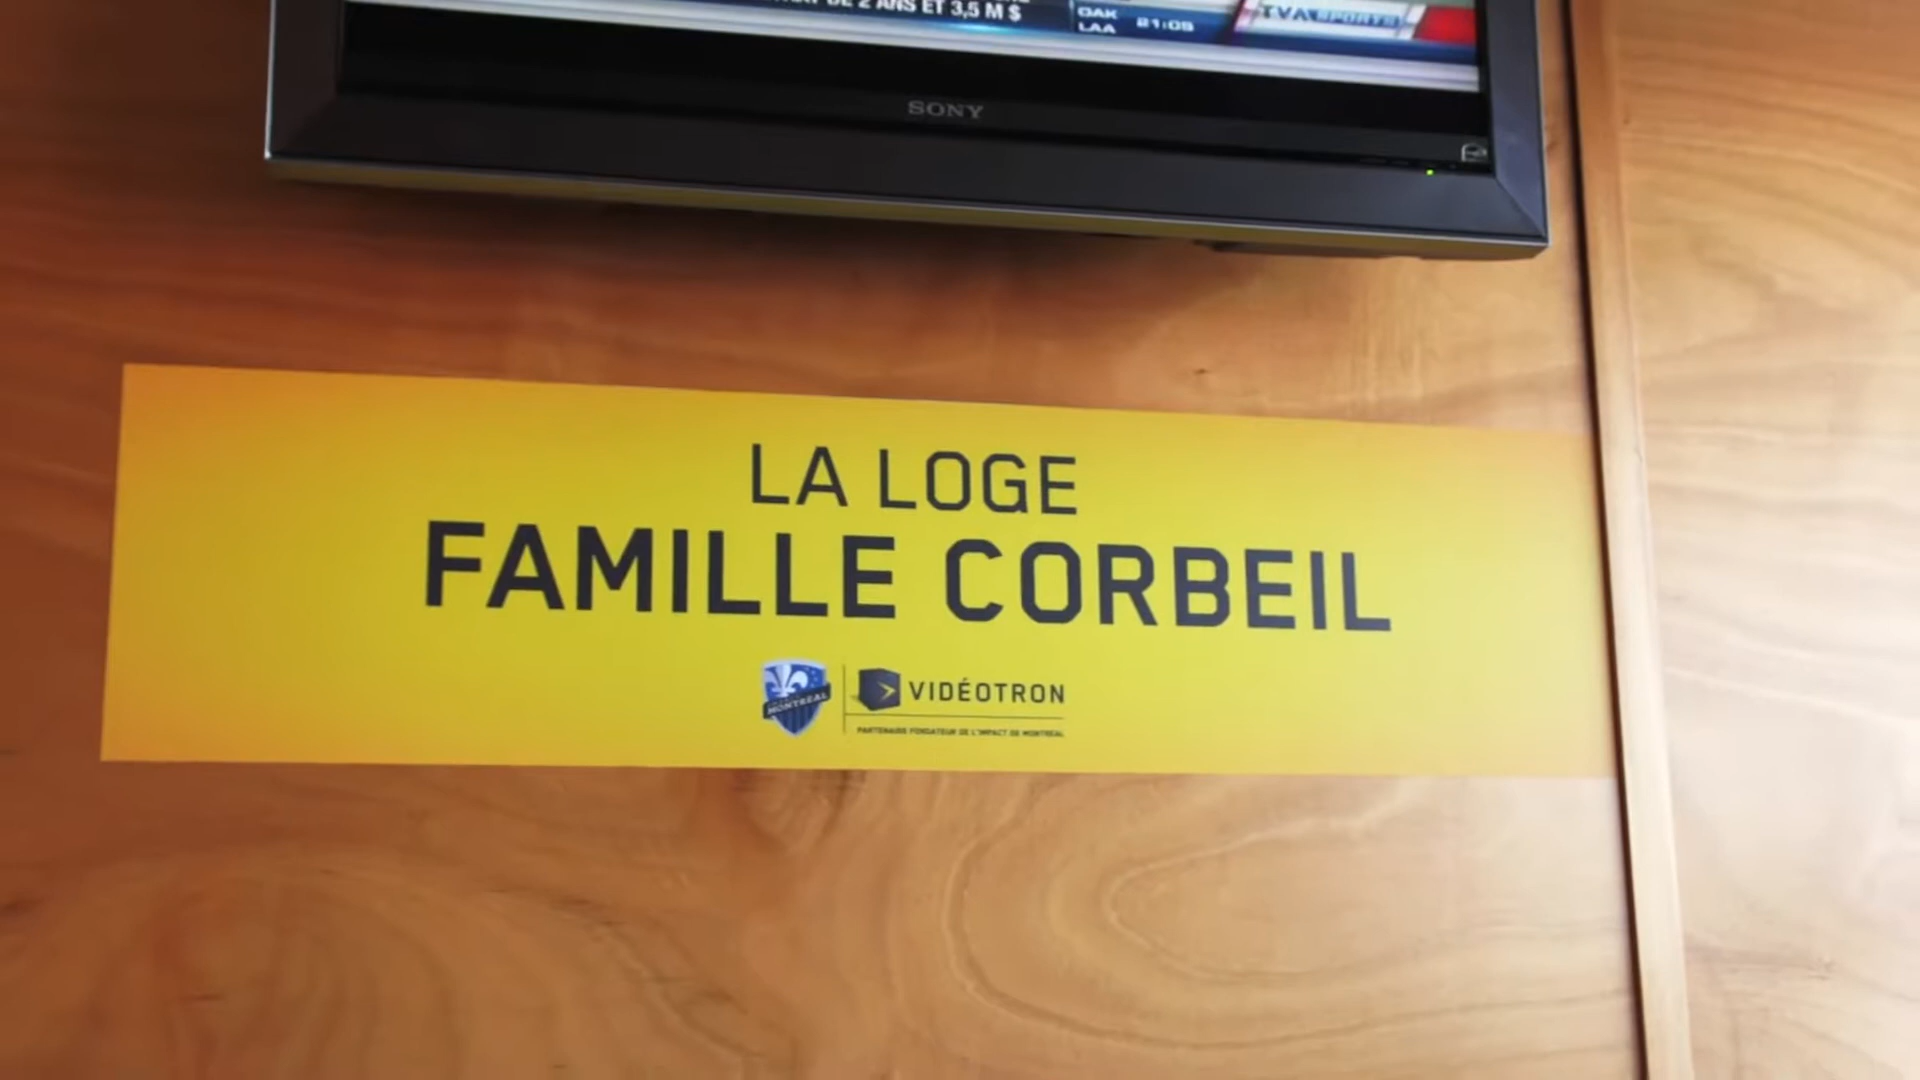 DE 2 ANS ET 3,5 M $
OAK
LAA
21:09
TVA SPORTS
SONY
LA LOGE
FAMILLE CORBEIL
MONTRÉAL
VIDÉOTRON
PARTENAIRE FONDATEUR DE L'IMPACT DE MONTRÉAL